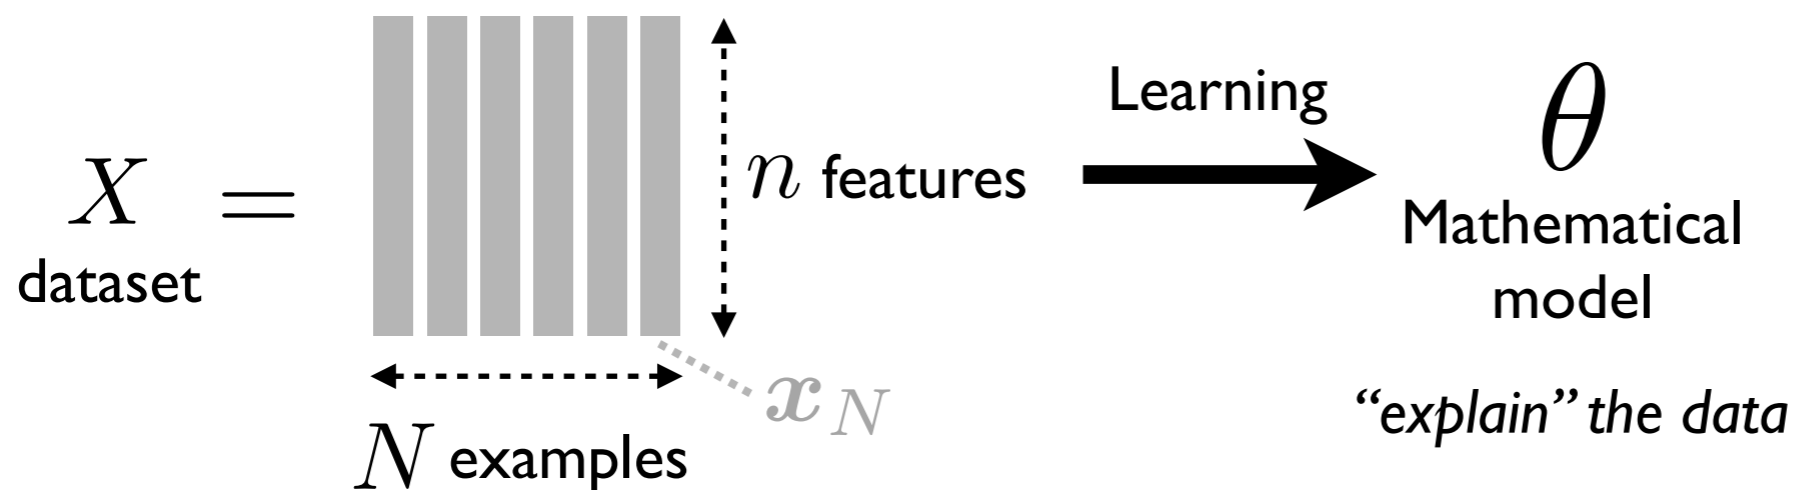 X =
dataset
n features
N examples
x_N
Learning
θ
Mathematical
model
“explain” the data